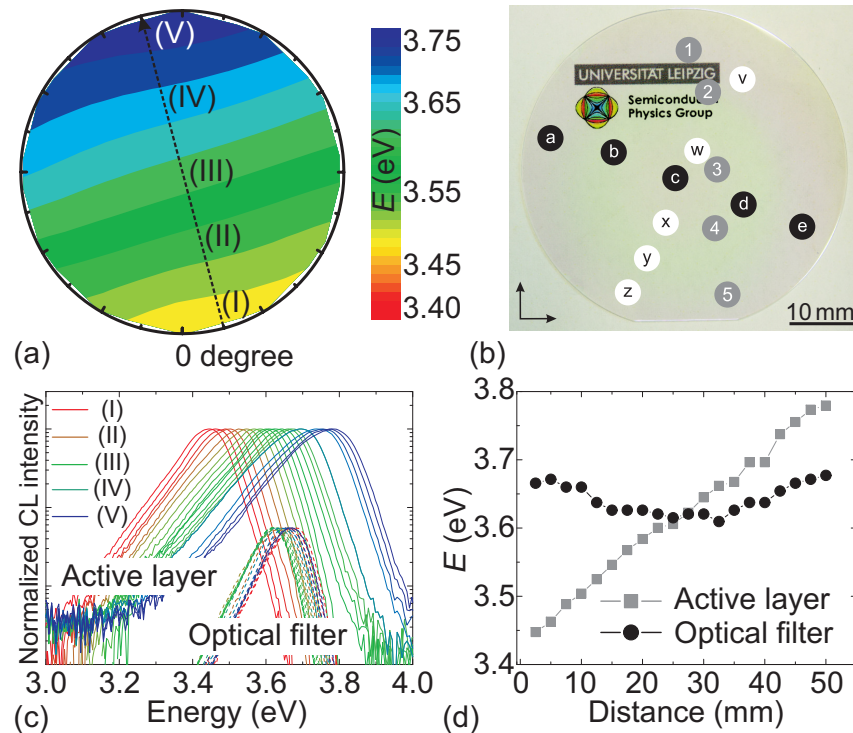 (V)
(IV)
(III)
(II)
(I)
0 degree
(a)
3.75
3.65
3.55
3.45
3.40
E (eV)
1
UNIVERSITÄT LEIPZIG
v
2
Semiconductor
Physics Group
a
b
w
3
c
d
x
4
e
y
z
5
10 mm
(b)
Normalized CL intensity
(I)
(II)
(III)
(IV)
(V)
Active layer
Optical filter
3.0 3.2 3.4 3.6 3.8 4.0
Energy (eV)
(c)
3.8
3.7
3.6
3.5
3.4
E (eV)
Active layer
Optical filter
0 10 20 30 40 50
Distance (mm)
(d)